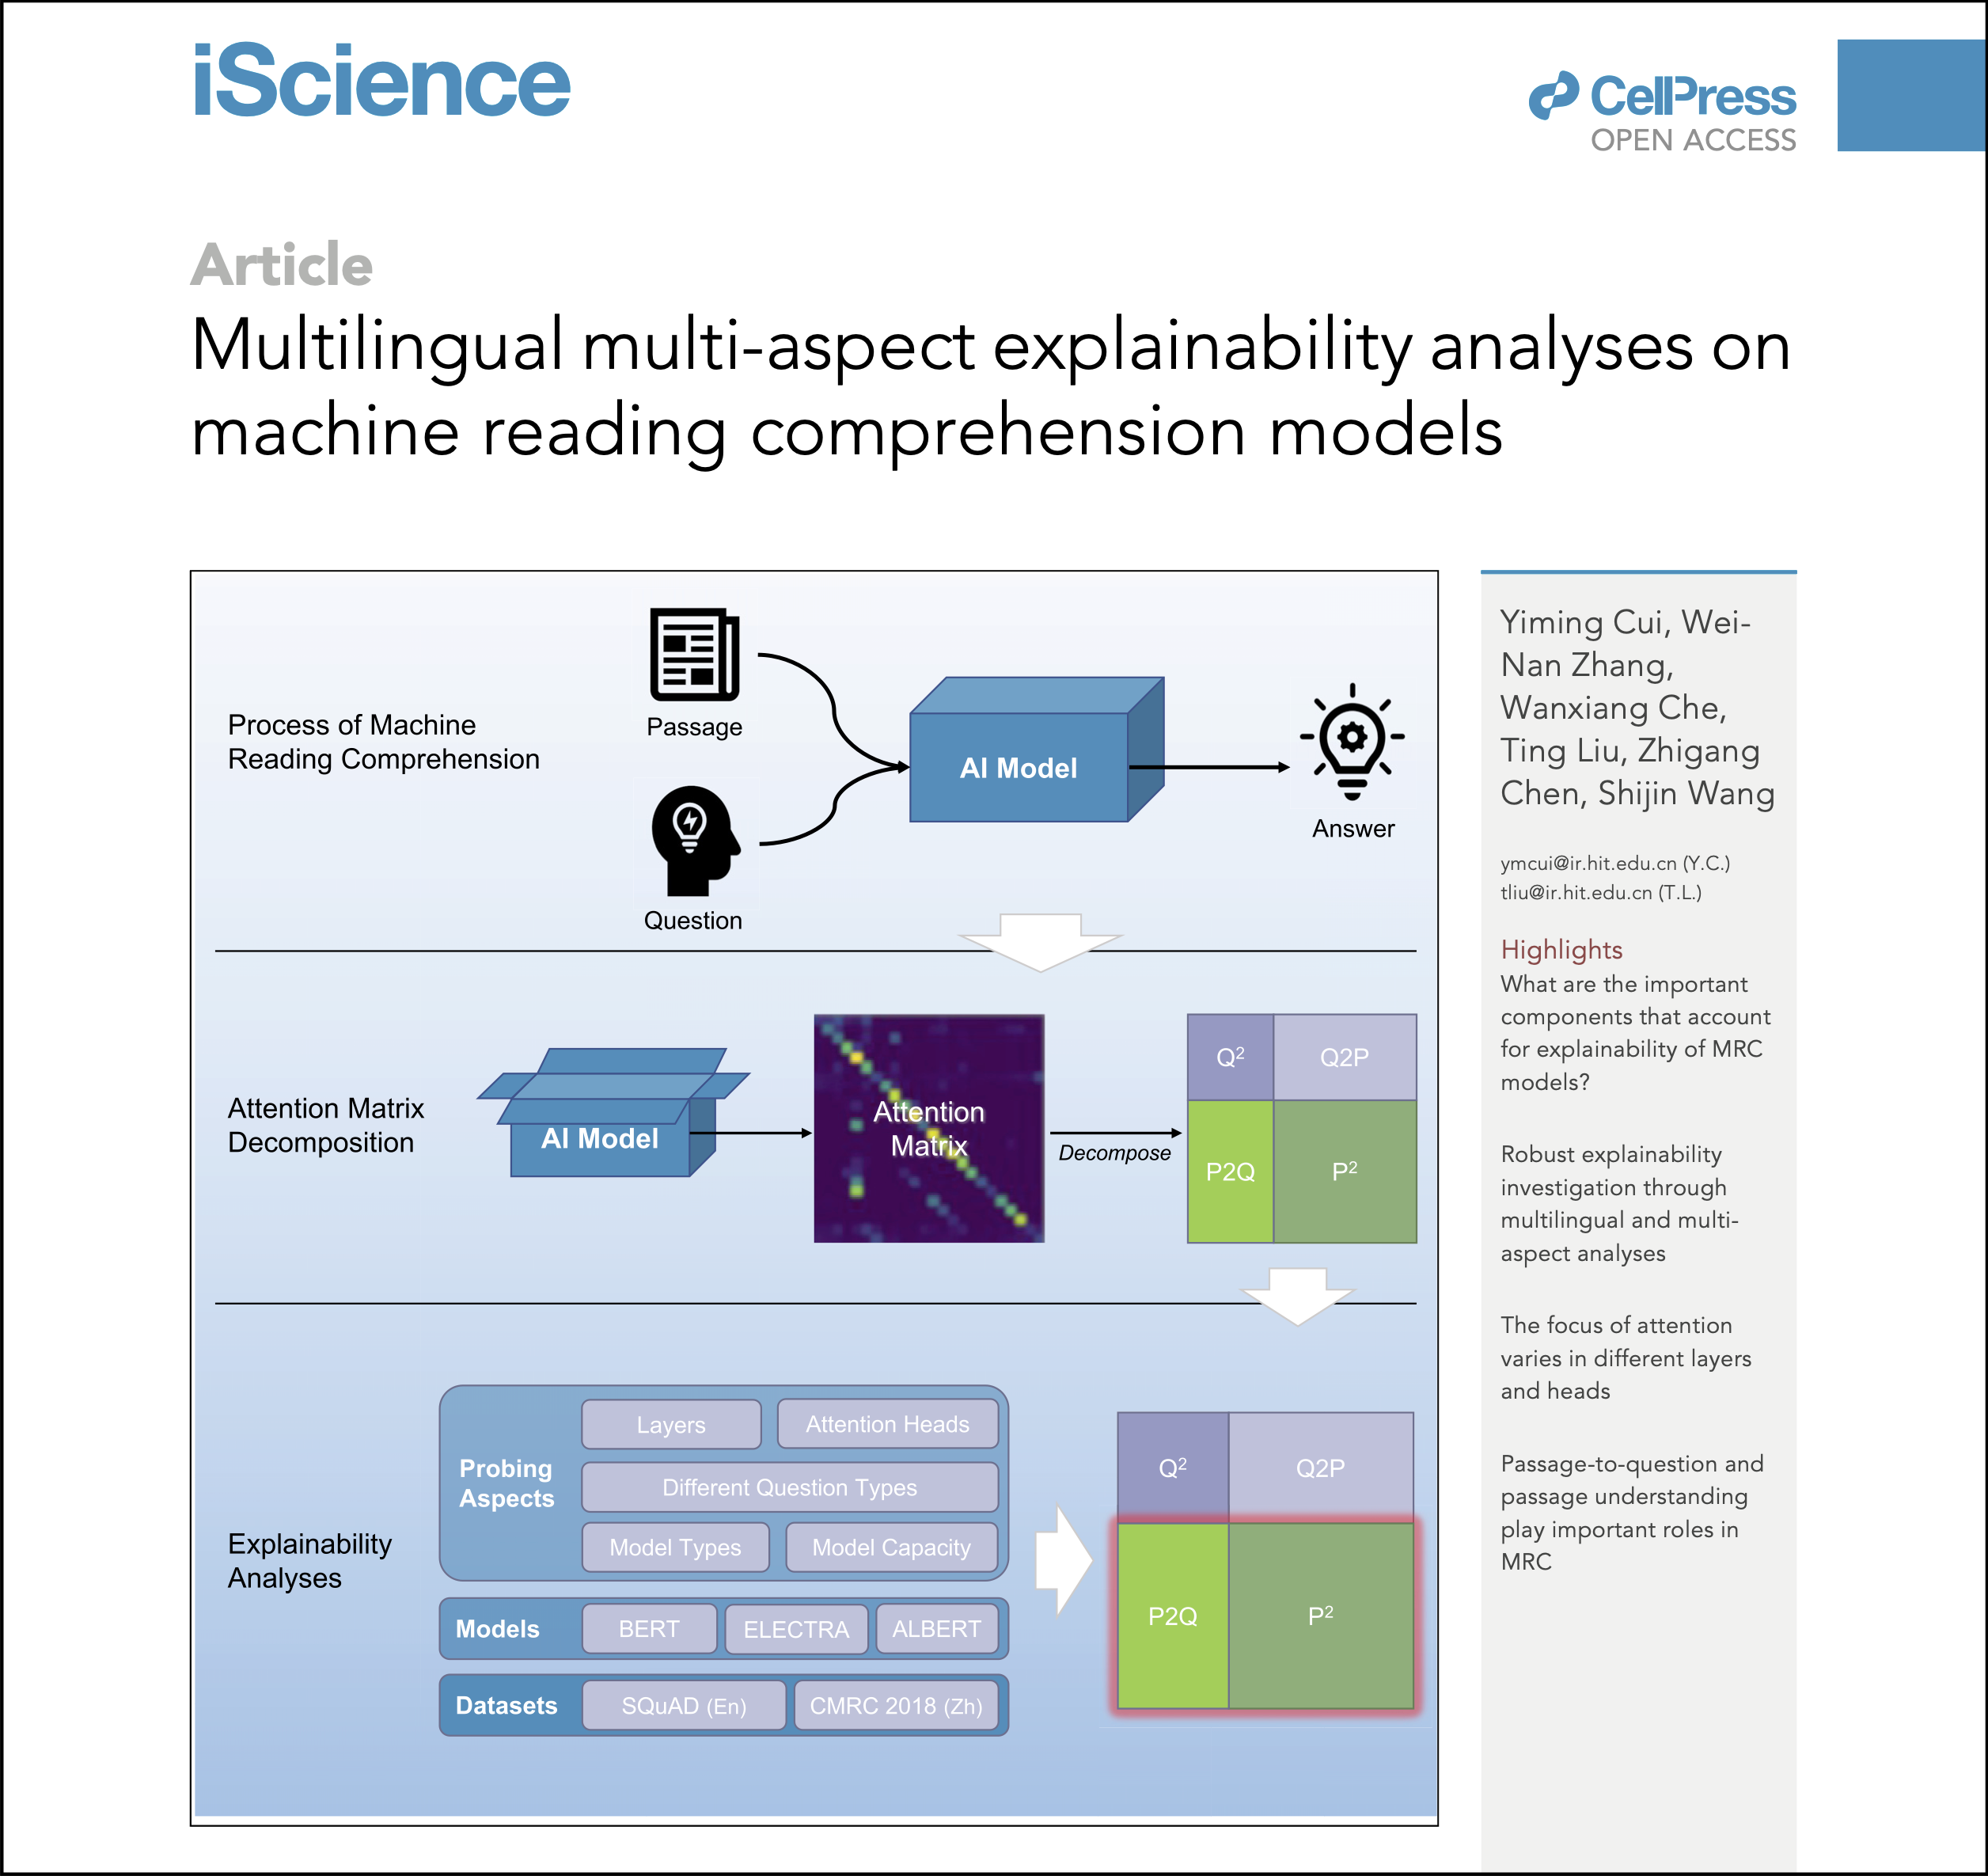 iScience
CellPress
OPEN ACCESS
Article
Multilingual multi-aspect explainability analyses on
machine reading comprehension models
Process of Machine
Reading Comprehension
Passage
Question
AI Model
Answer
Attention Matrix
Decomposition
AI Model
Attention
Matrix
Decompose
Q²
Q2P
P2Q
P²
Explainability
Analyses
Probing
Aspects
Layers
Attention Heads
Different Question Types
Model Types
Model Capacity
Models
BERT
ELECTRA
ALBERT
Datasets
SQuAD (En)
CMRC 2018 (Zh)
Q²
Q2P
P2Q
P²
Yiming Cui, Wei-
Nan Zhang,
Wanxiang Che,
Ting Liu, Zhigang
Chen, Shijin Wang
ymcui@ir.hit.edu.cn (Y.C.)
tliu@ir.hit.edu.cn (T.L.)
Highlights
What are the important
components that account
for explainability of MRC
models?
Robust explainability
investigation through
multilingual and multi-
aspect analyses
The focus of attention
varies in different layers
and heads
Passage-to-question and
passage understanding
play important roles in
MRC